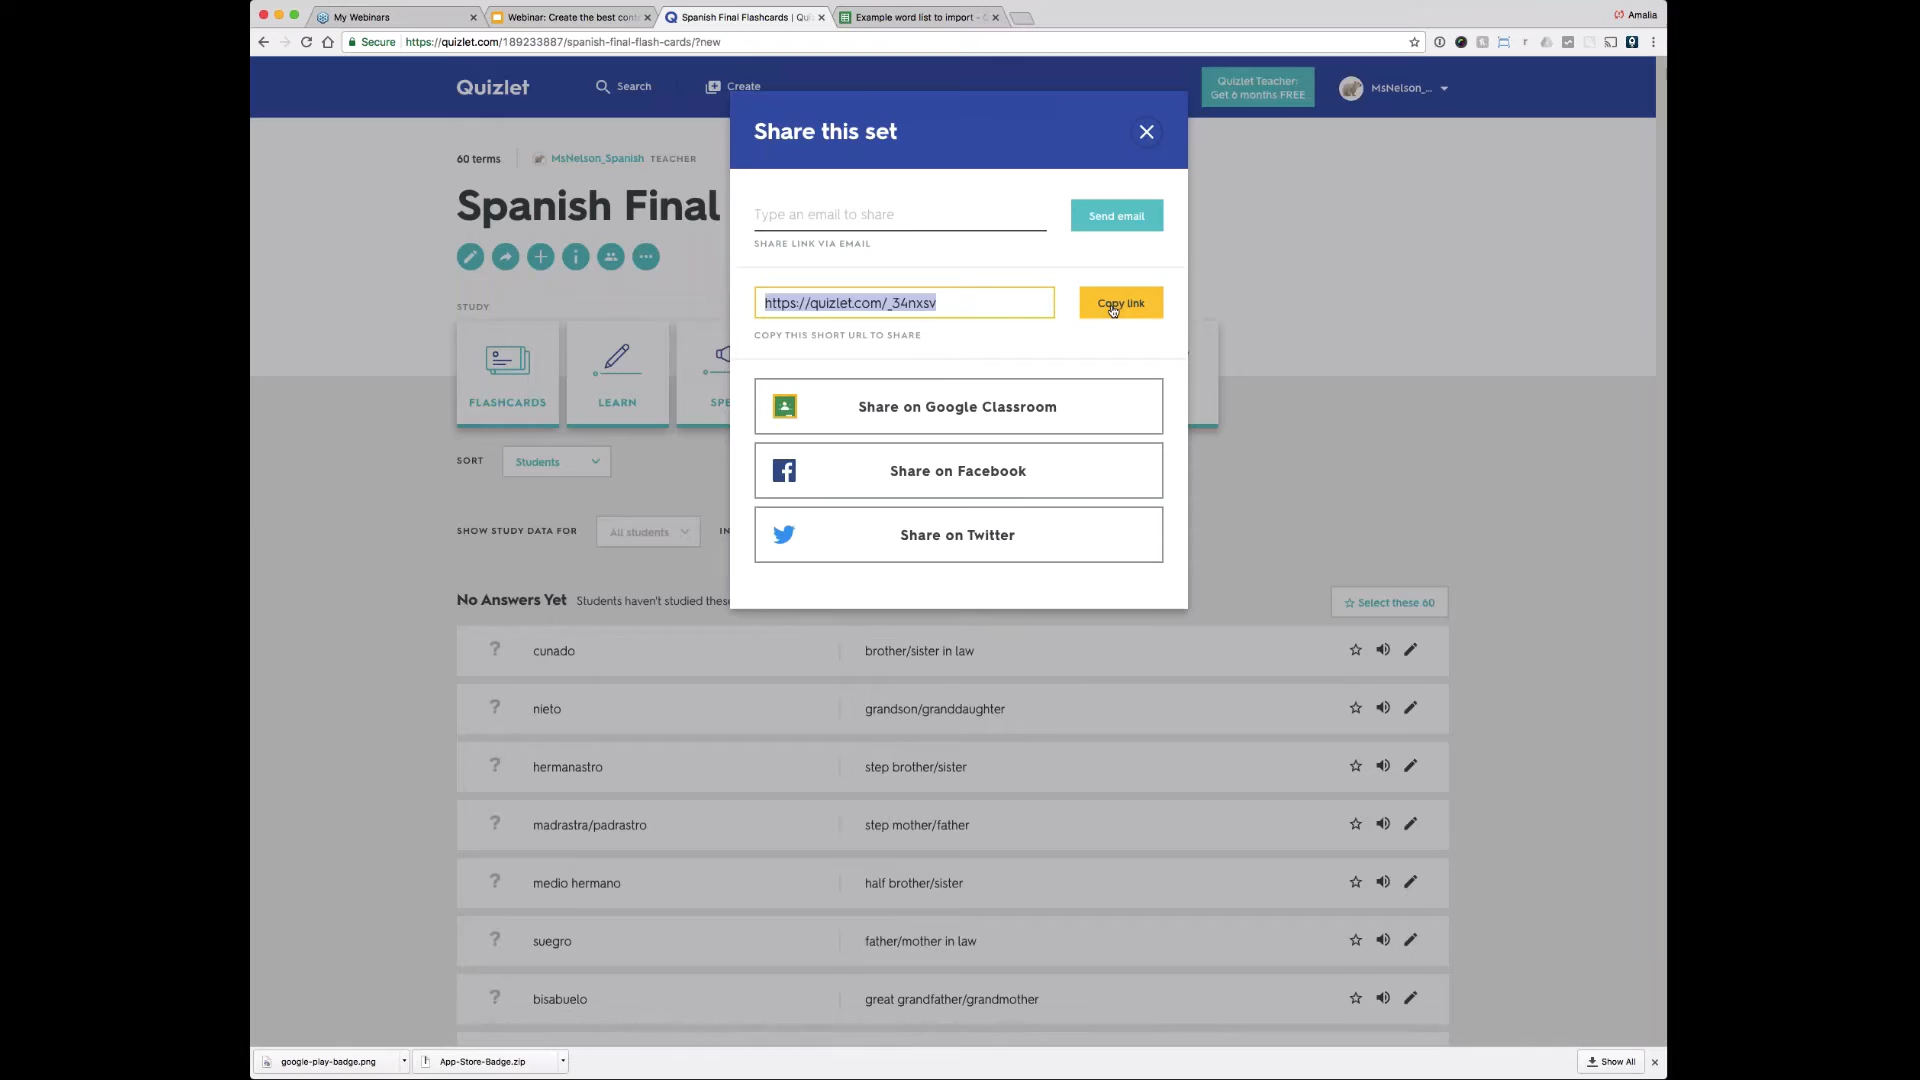 My Webinars
Webinar: Create the best cont
Spanish Final Flashcards | Qui
Example word list to import -
Amalia
Secure
https://quizlet.com/189233887/spanish-final-flash-cards/?new
Quizlet
Search
Create
Quizlet Teacher:
Get 6 months FREE
MsNelson_...
Share this set
60 terms
MsNelson_Spanish TEACHER
Spanish Final
Type an email to share
Send email
SHARE LINK VIA EMAIL
https://quizlet.com/_34nxsv
Copy link
COPY THIS SHORT URL TO SHARE
STUDY
FLASHCARDS
LEARN
SPE
Share on Google Classroom
Share on Facebook
Share on Twitter
SORT
Students
SHOW STUDY DATA FOR
All students
IN
No Answers Yet
Students haven't studied these
Select these 60
? cunado brother/sister in law
? nieto grandson/granddaughter
? hermanastro step brother/sister
? madrastra/padrastro step mother/father
? medio hermano half brother/sister
? suegro father/mother in law
? bisabuelo great grandfather/grandmother
google-play-badge.png
App-Store-Badge.zip
Show All